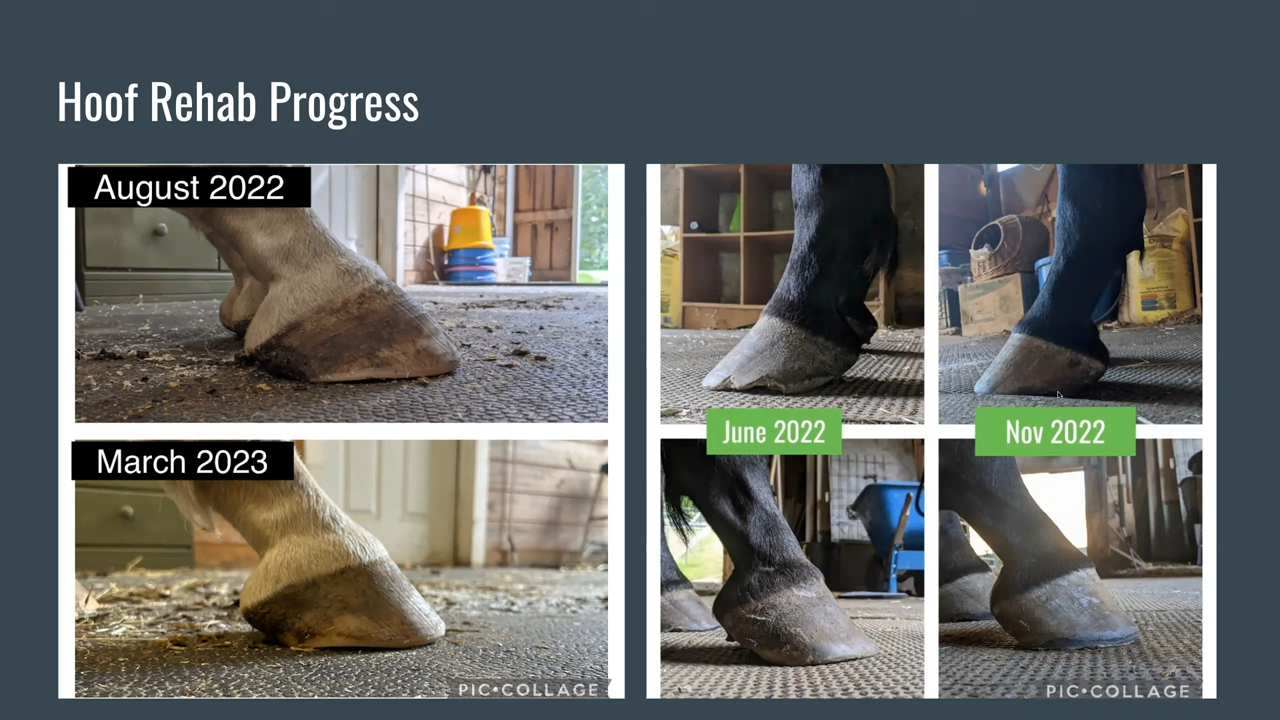 Hoof Rehab Progress
August 2022
March 2023
PIC•COLLAGE
June 2022
Nov 2022
PIC•COLLAGE